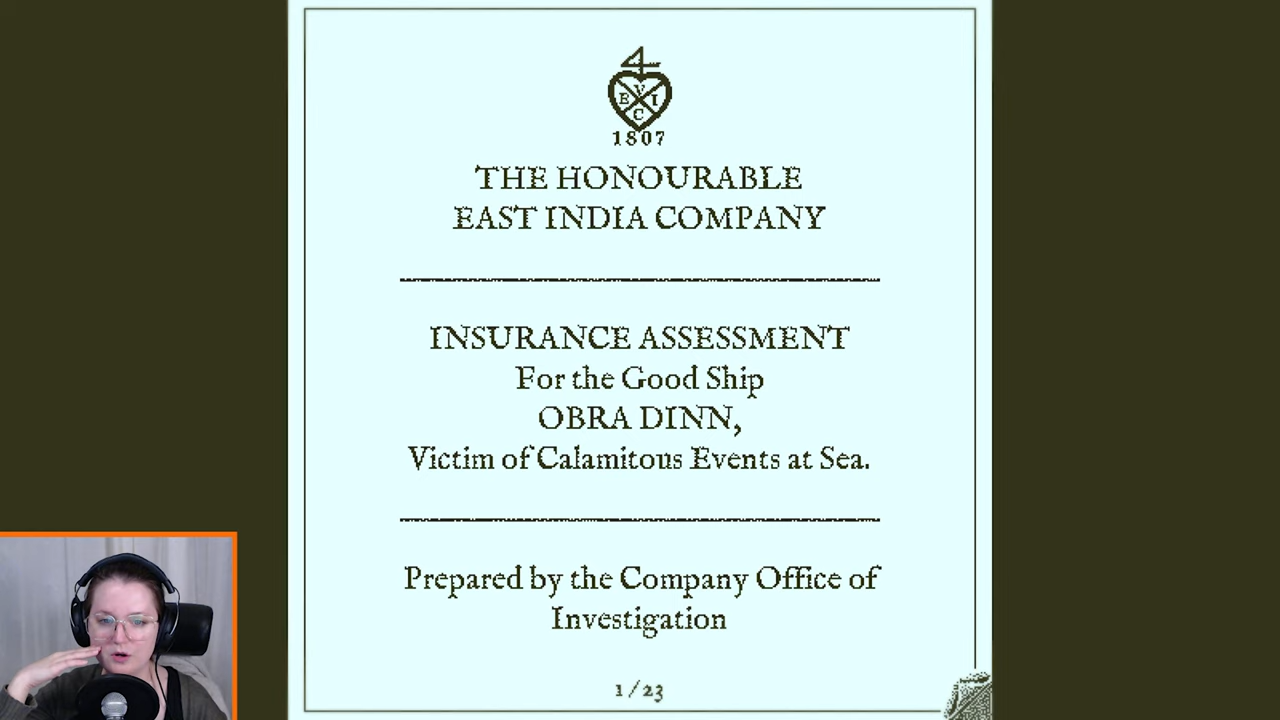 4
V
E I
C
1807
THE HONOURABLE
EAST INDIA COMPANY
INSURANCE ASSESSMENT
For the Good Ship
OBRA DINN,
Victim of Calamitous Events at Sea.
Prepared by the Company Office of
Investigation
1/23